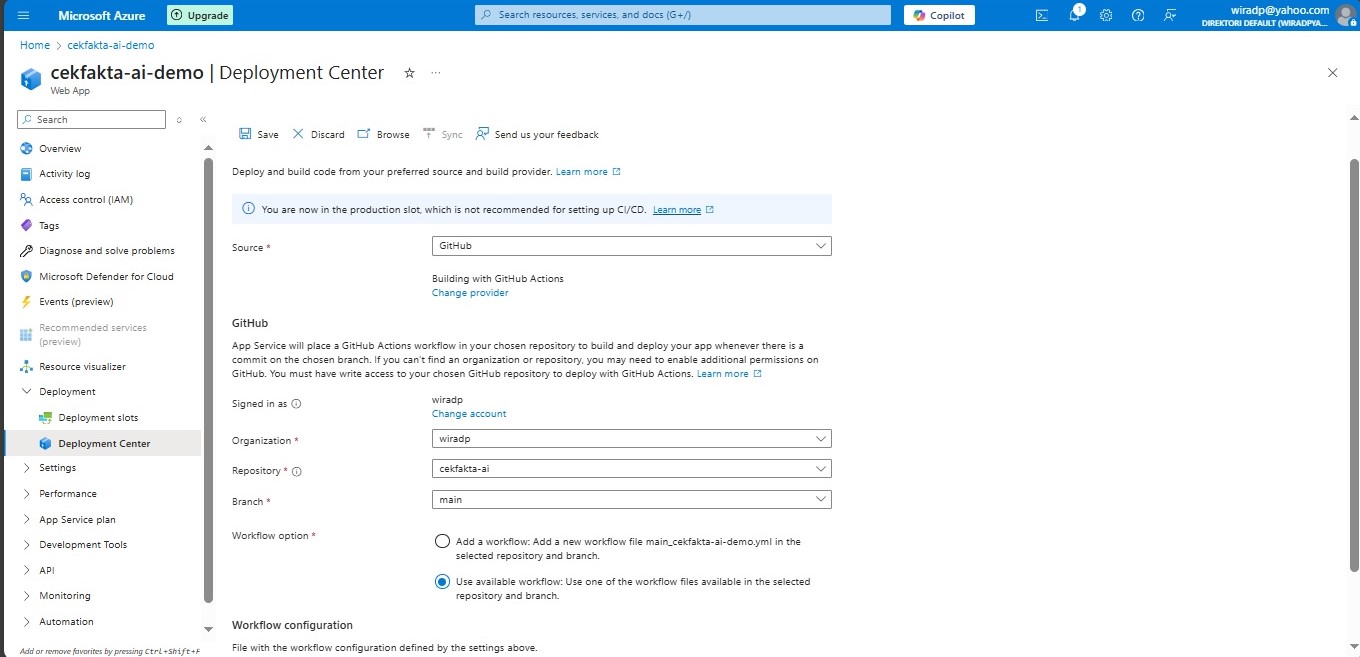 Microsoft Azure
Upgrade
Search resources, services, and docs (G+/)
Copilot
1
wiradp@yahoo.com
DIREKTORI DEFAULT (WIRADPYA...
Home > cekfakta-ai-demo
cekfakta-ai-demo | Deployment Center
...
Web App
Search
Overview
Activity log
Access control (IAM)
Tags
Diagnose and solve problems
Microsoft Defender for Cloud
Events (preview)
Recommended services
(preview)
Resource visualizer
Deployment
Deployment slots
Deployment Center
Settings
Performance
App Service plan
Development Tools
API
Monitoring
Automation
Add or remove favorites by pressing Ctrl+Shift+F
Save
Discard
Browse
Sync
Send us your feedback
Deploy and build code from your preferred source and build provider. Learn more
You are now in the production slot, which is not recommended for setting up CI/CD. Learn more
Source *
GitHub
Building with GitHub Actions
Change provider
GitHub
App Service will place a GitHub Actions workflow in your chosen repository to build and deploy your app whenever there is a
commit on the chosen branch. If you can't find an organization or repository, you may need to enable additional permissions on
GitHub. You must have write access to your chosen GitHub repository to deploy with GitHub Actions. Learn more
Signed in as
wiradp
Change account
Organization *
wiradp
Repository *
cekfakta-ai
Branch *
main
Workflow option *
Add a workflow: Add a new workflow file main_cekfakta-ai-demo.yml in the
selected repository and branch.
Use available workflow: Use one of the workflow files available in the selected
repository and branch.
Workflow configuration
File with the workflow configuration defined by the settings above.